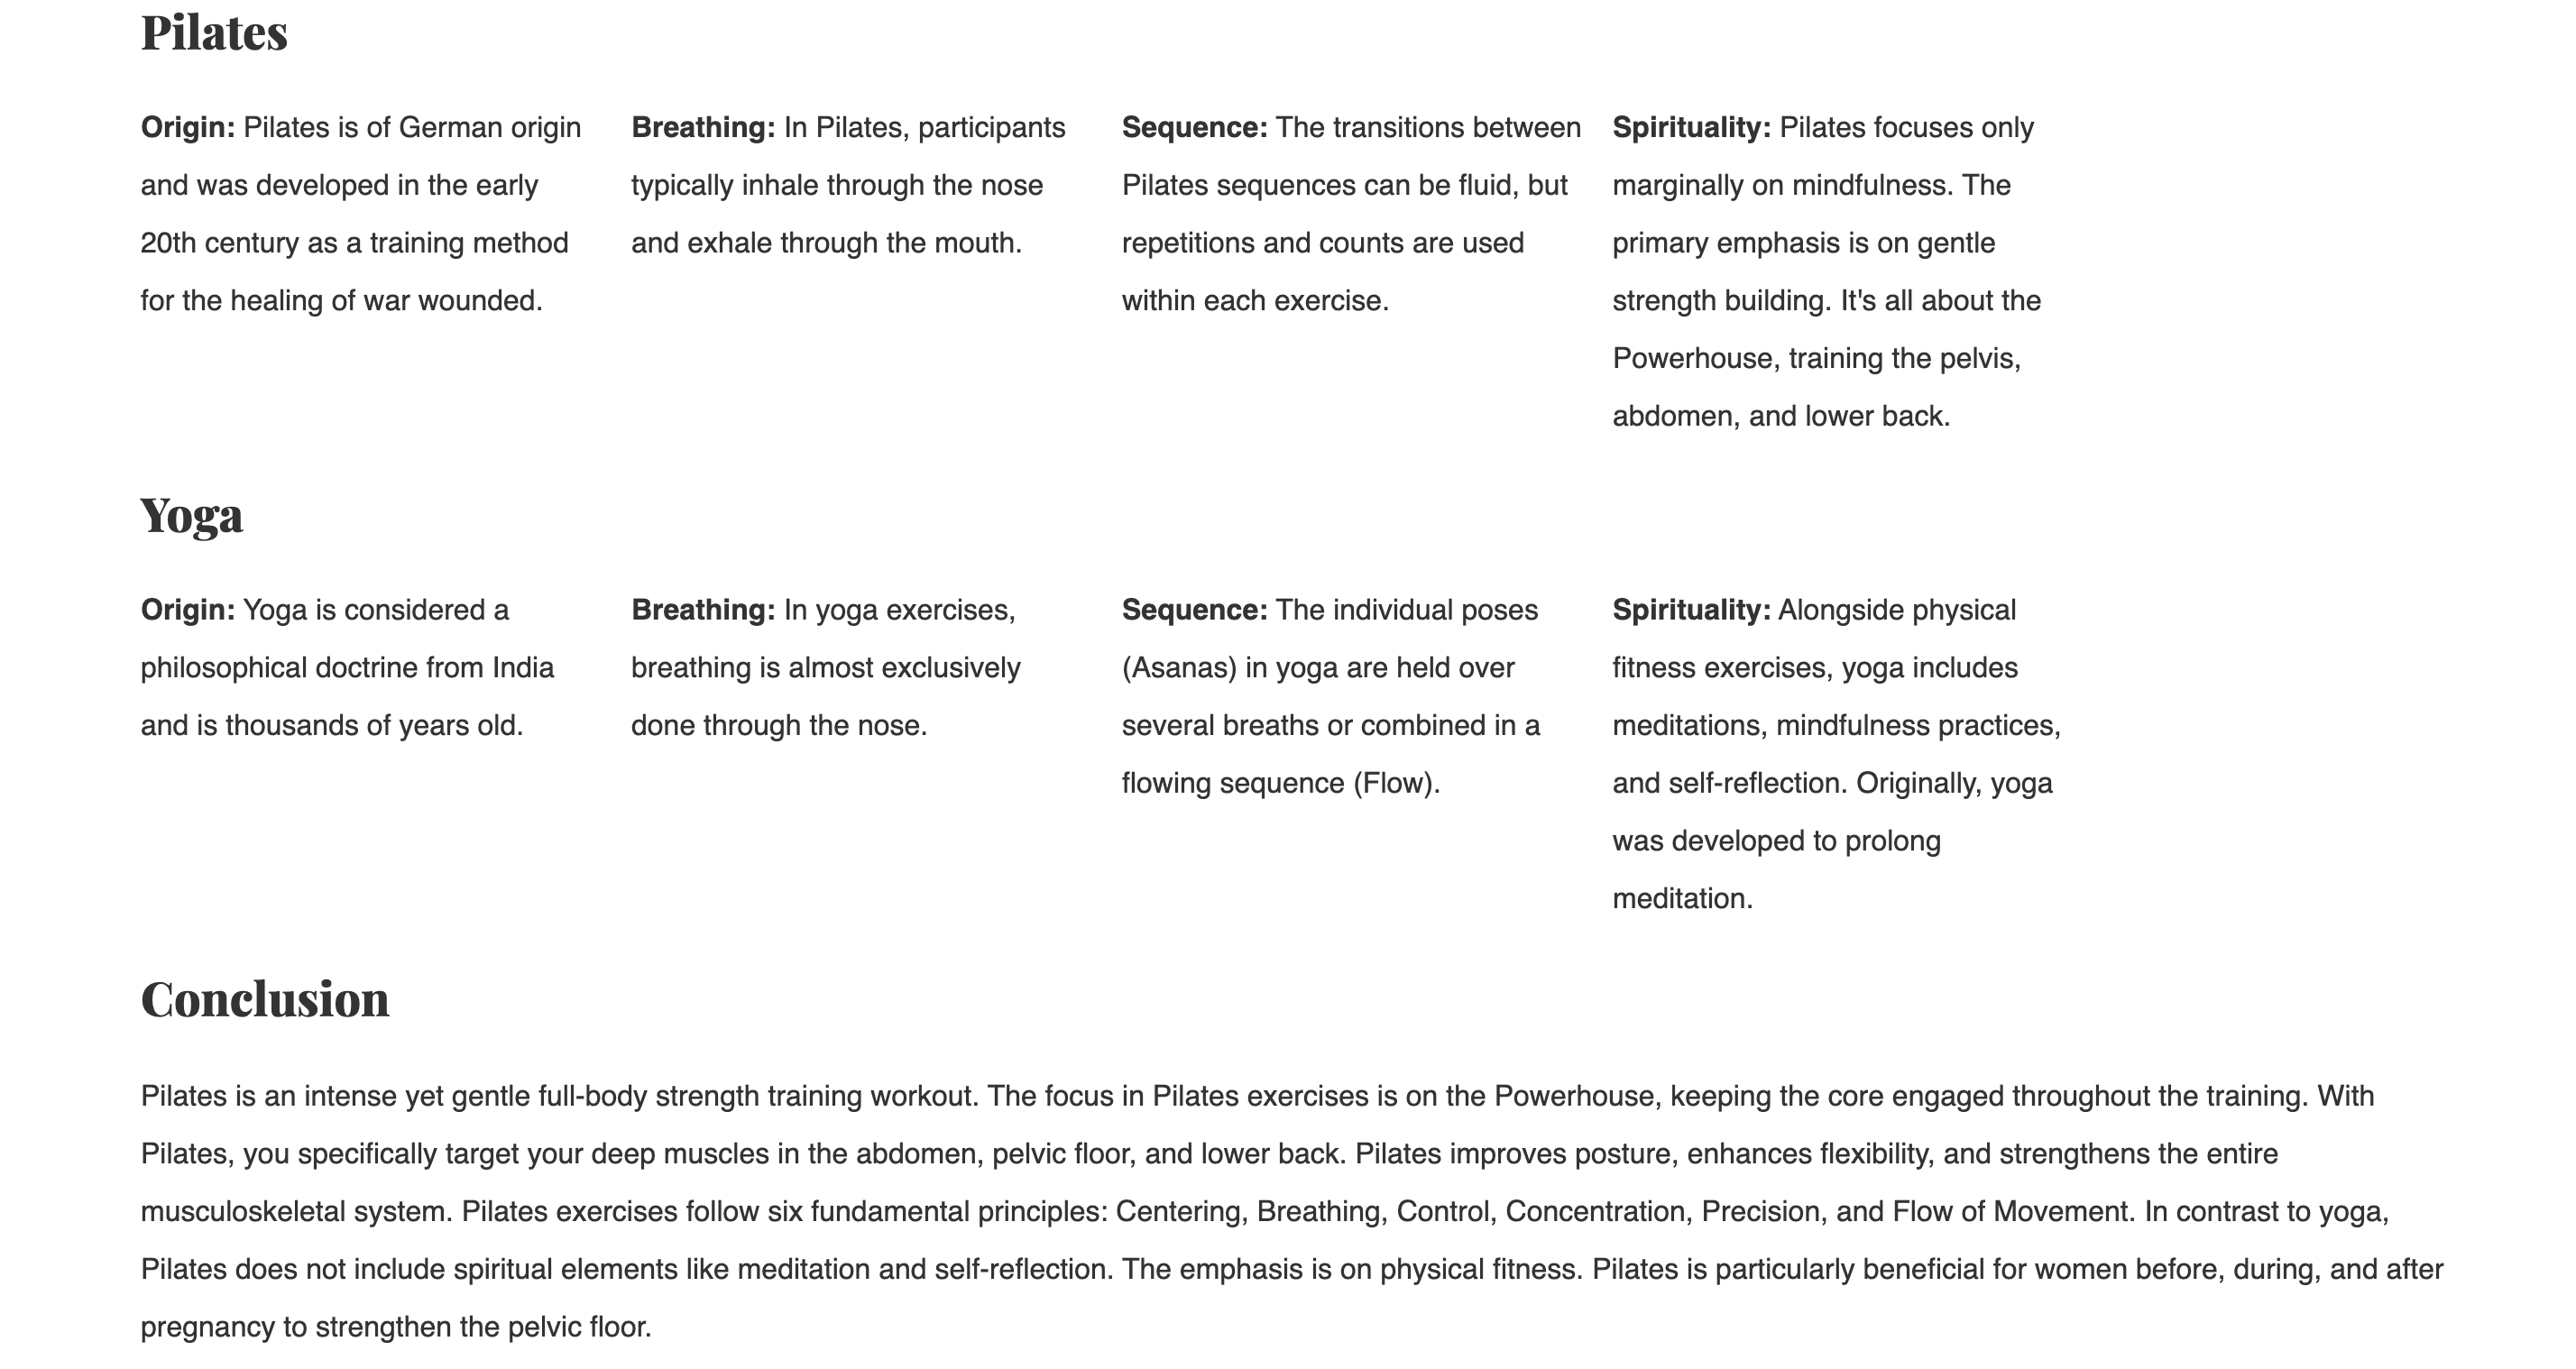 Pilates
Origin: Pilates is of German origin
and was developed in the early
20th century as a training method
for the healing of war wounded.
Breathing: In Pilates, participants
typically inhale through the nose
and exhale through the mouth.
Sequence: The transitions between
Pilates sequences can be fluid, but
repetitions and counts are used
within each exercise.
Spirituality: Pilates focuses only
marginally on mindfulness. The
primary emphasis is on gentle
strength building. It's all about the
Powerhouse, training the pelvis,
abdomen, and lower back.
Yoga
Origin: Yoga is considered a
philosophical doctrine from India
and is thousands of years old.
Breathing: In yoga exercises,
breathing is almost exclusively
done through the nose.
Sequence: The individual poses
(Asanas) in yoga are held over
several breaths or combined in a
flowing sequence (Flow).
Spirituality: Alongside physical
fitness exercises, yoga includes
meditations, mindfulness practices,
and self-reflection. Originally, yoga
was developed to prolong
meditation.
Conclusion
Pilates is an intense yet gentle full-body strength training workout. The focus in Pilates exercises is on the Powerhouse, keeping the core engaged throughout the training. With
Pilates, you specifically target your deep muscles in the abdomen, pelvic floor, and lower back. Pilates improves posture, enhances flexibility, and strengthens the entire
musculoskeletal system. Pilates exercises follow six fundamental principles: Centering, Breathing, Control, Concentration, Precision, and Flow of Movement. In contrast to yoga,
Pilates does not include spiritual elements like meditation and self-reflection. The emphasis is on physical fitness. Pilates is particularly beneficial for women before, during, and after
pregnancy to strengthen the pelvic floor.